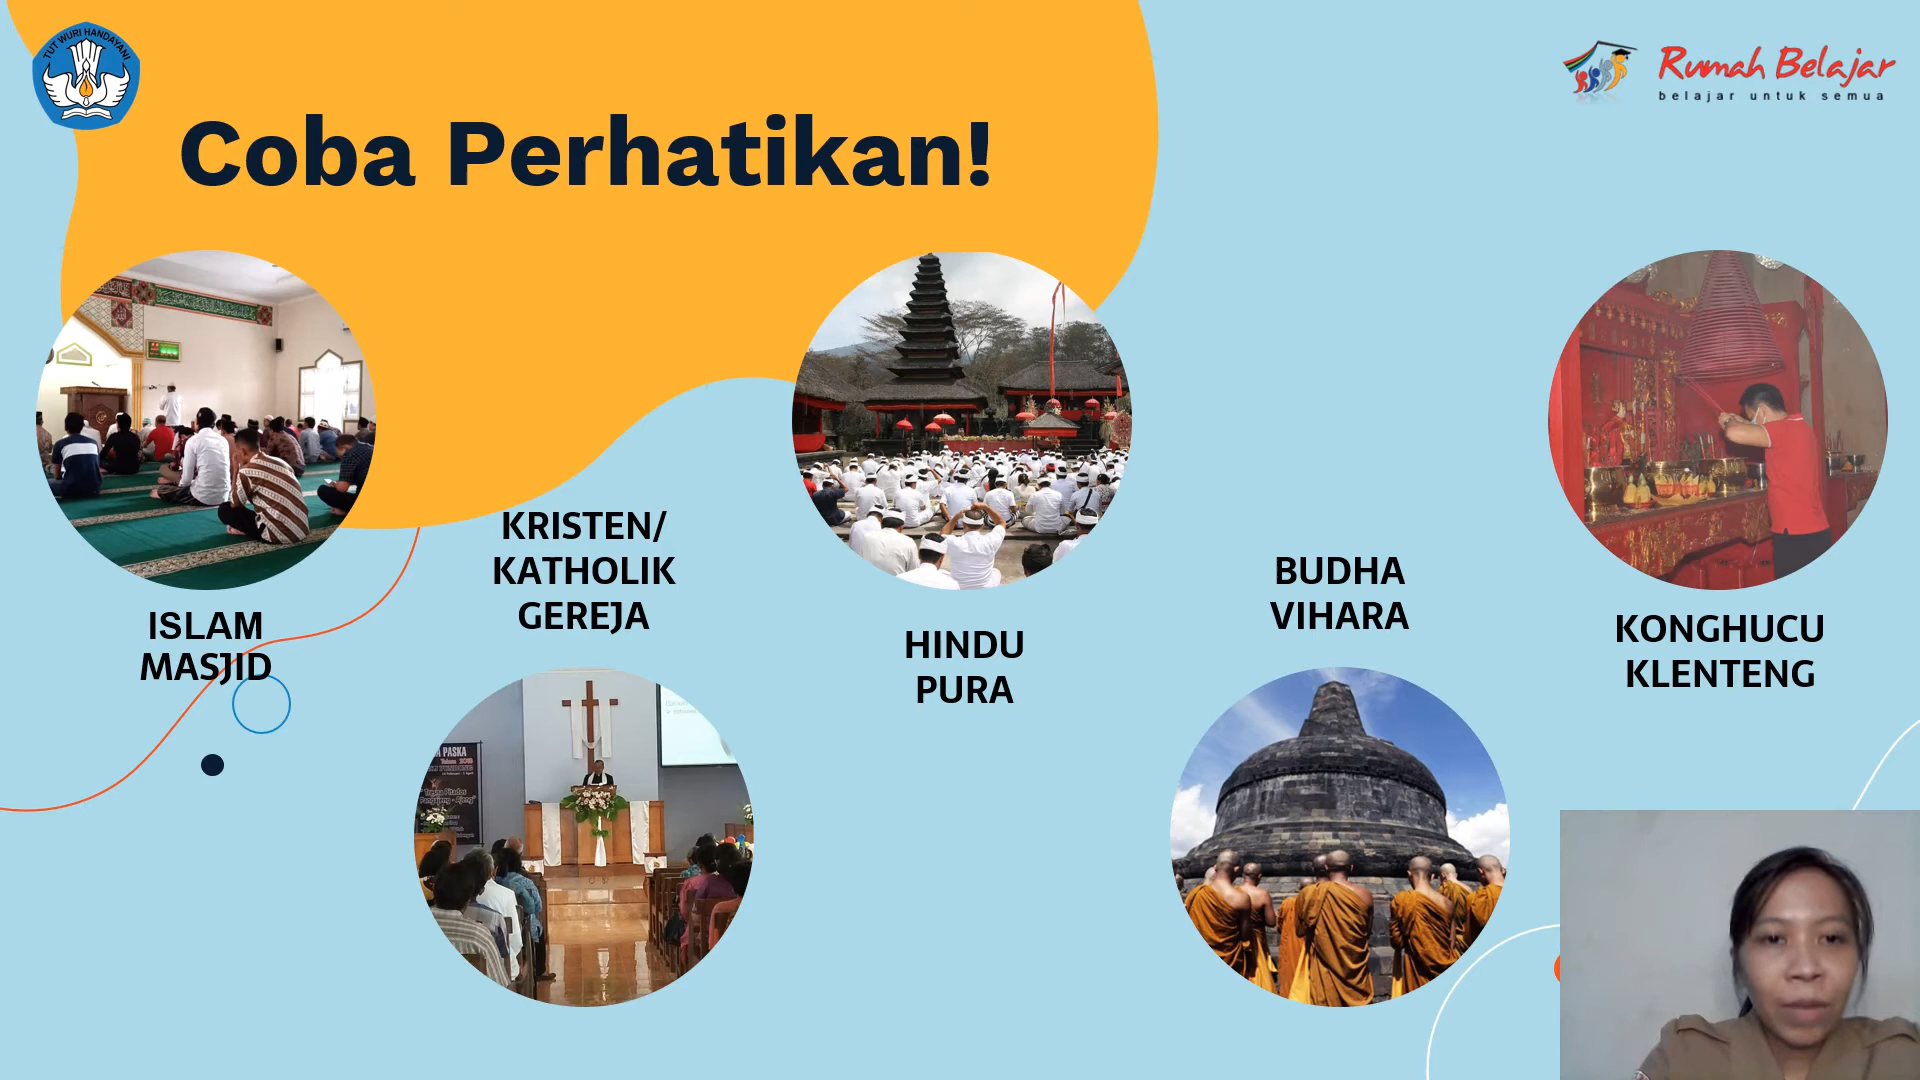 TUT WURI HANDAYANI
Rumah Belajar
belajar untuk semua
Coba Perhatikan!
ISLAM
MASJID
KRISTEN/
KATHOLIK
GEREJA
HINDU
PURA
BUDHA
VIHARA
KONGHUCU
KLENTENG
PASKA